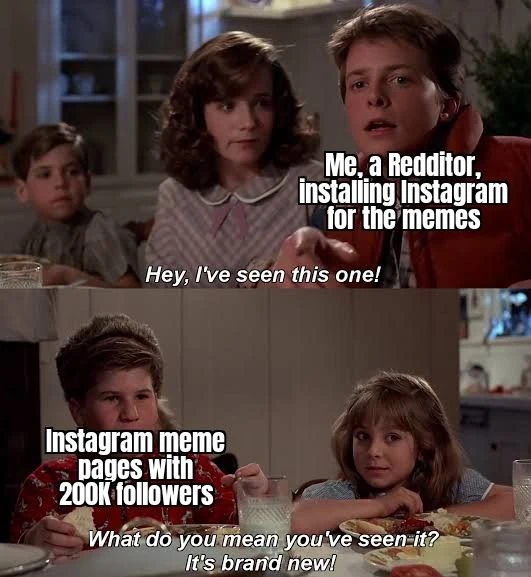 Me, a Redditor,
installing Instagram
for the memes
Hey, I've seen this one!
Instagram meme
pages with
200K followers
What do you mean you've seen it?
It's brand new!